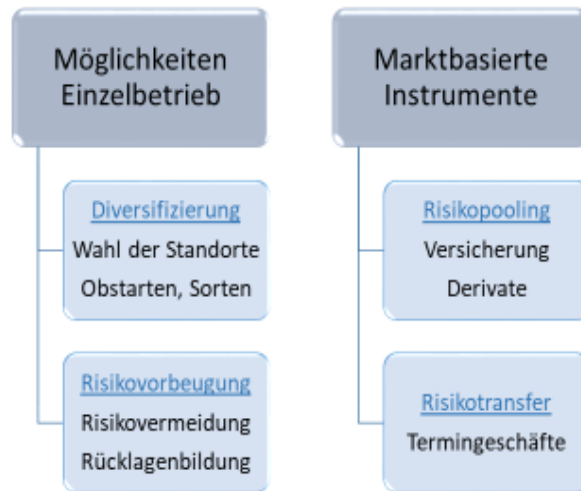 Möglichkeiten
Einzelbetrieb
Diversifizierung
Wahl der Standorte
Obstarten, Sorten
Risikovorbeugung
Risikovermeidung
Rücklagenbildung
Marktbasierte
Instrumente
Risikopooling
Versicherung
Derivate
Risikotransfer
Termingeschäfte